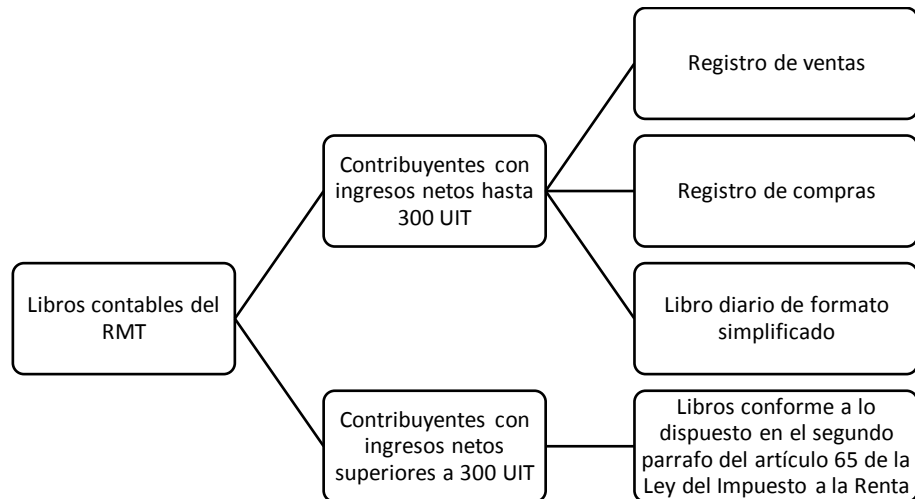 Libros contables del
RMT
Contribuyentes con
ingresos netos hasta
300 UIT
Registro de ventas
Registro de compras
Libro diario de formato
simplificado
Contribuyentes con
ingresos netos
superiores a 300 UIT
Libros conforme a lo
dispuesto en el segundo
parrafo del artículo 65 de la
Ley del Impuesto a la Renta